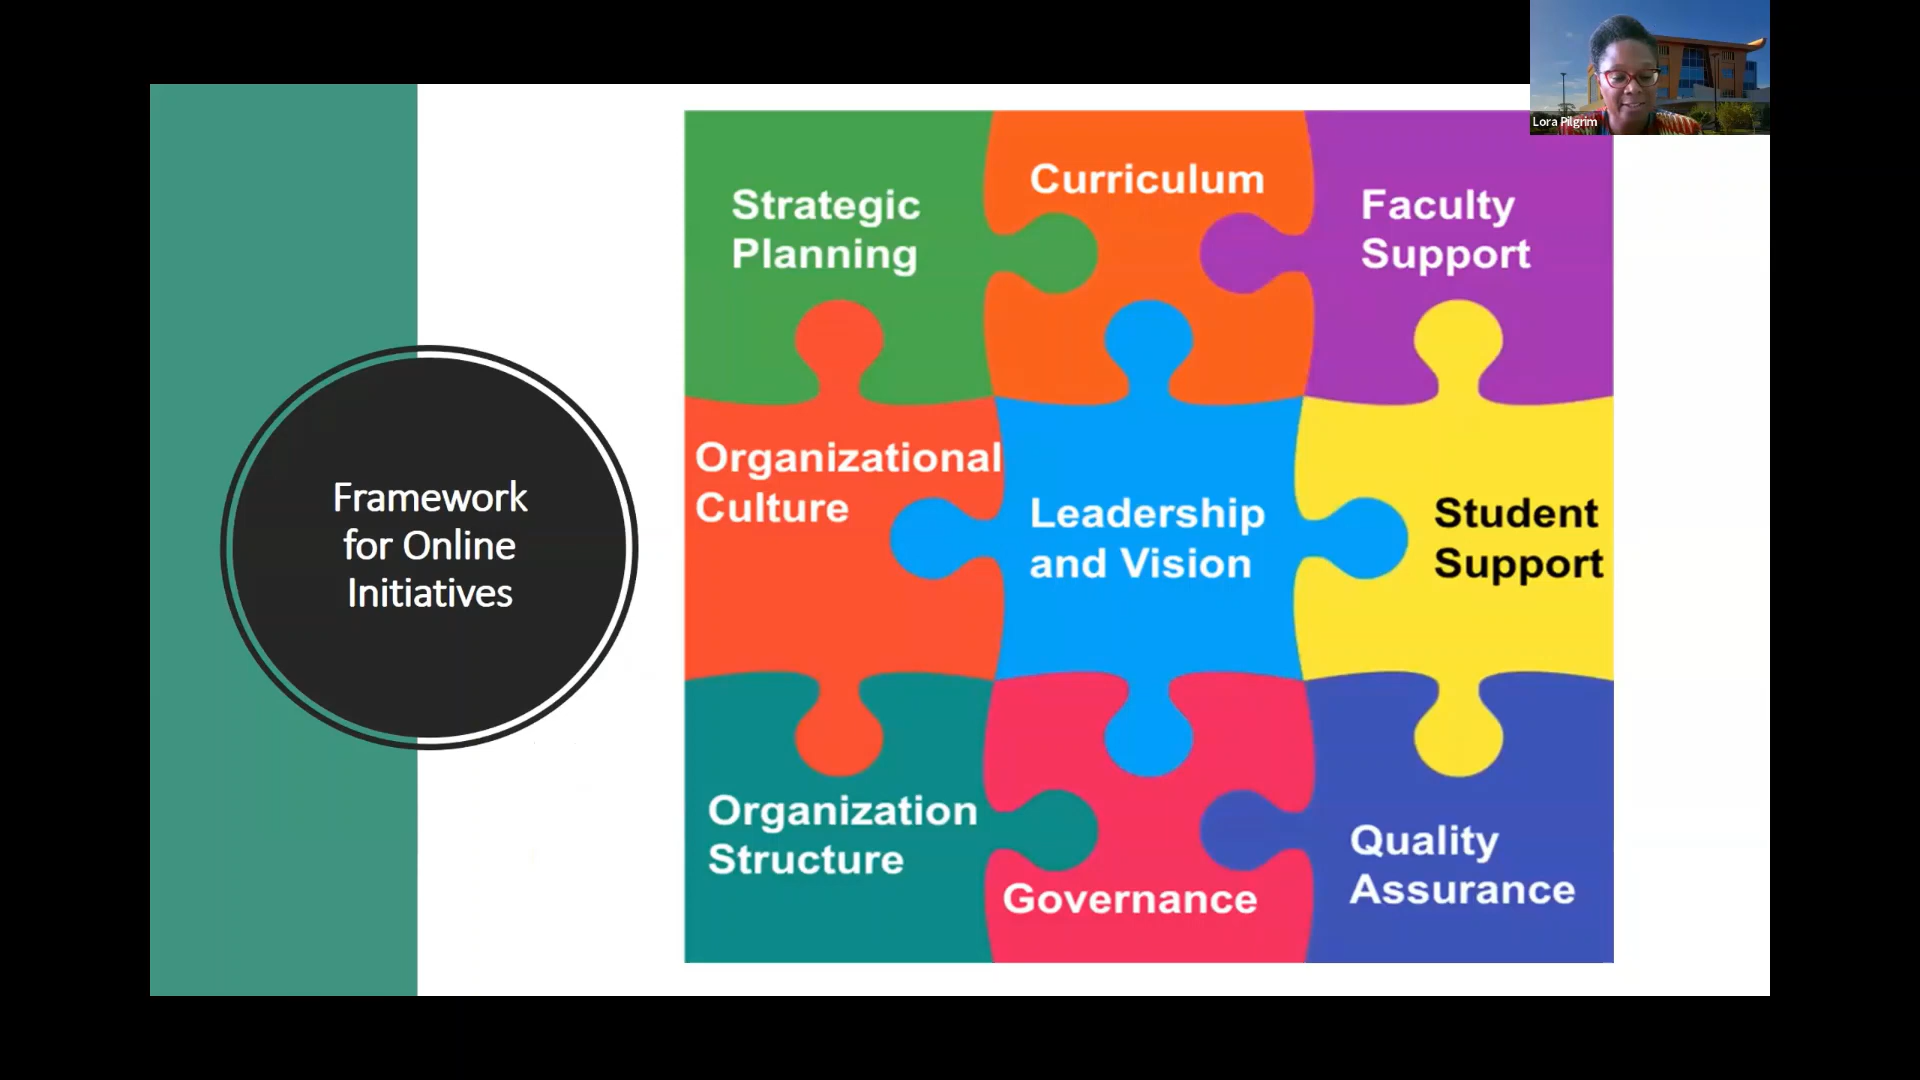 Lora Pilgrim
Framework
for Online
Initiatives
Strategic
Planning
Curriculum
Faculty
Support
Organizational
Culture
Leadership
and Vision
Student
Support
Organization
Structure
Governance
Quality
Assurance